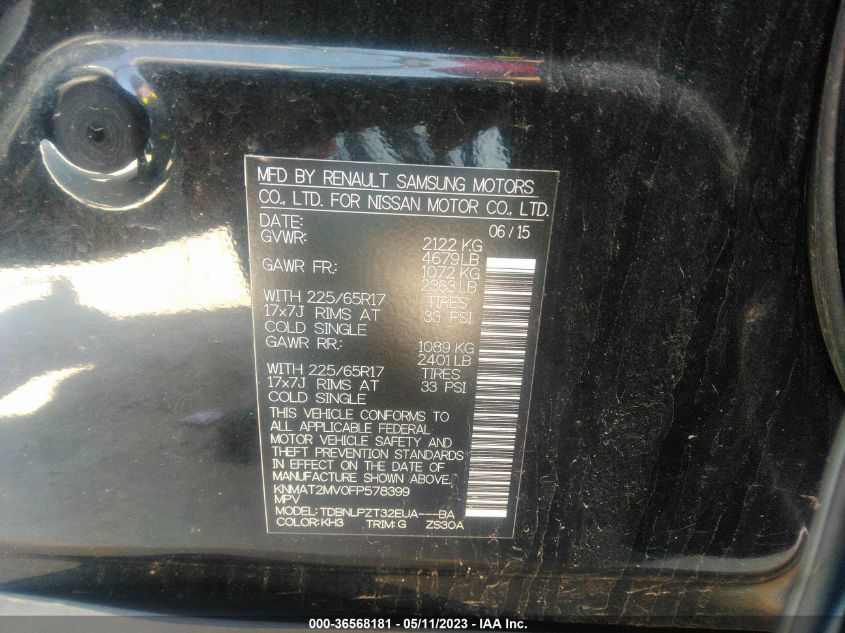 MFD BY RENAULT SAMSUNG MOTORS
CO., LTD. FOR NISSAN MOTOR CO., LTD.
DATE: 06/15
GVWR: 2122 KG
4679 LB
GAWR FR.: 1072 KG
2363 LB
WITH 225/65R17 TIRES
17x7J RIMS AT 33 PSI
COLD SINGLE
GAWR RR.: 1089 KG
2401 LB
WITH 225/65R17 TIRES
17x7J RIMS AT 33 PSI
COLD SINGLE
THIS VEHICLE CONFORMS TO
ALL APPLICABLE FEDERAL
MOTOR VEHICLE SAFETY AND
THEFT PREVENTION STANDARDS
IN EFFECT ON THE DATE OF
MANUFACTURE SHOWN ABOVE.
KNMAT2MV0FP578399
MPV
MODEL:TDBNLPZT32EUA---BA
COLOR:KH3 TRIM:G ZS30A
000-36568181 - 05/11/2023 - IAA Inc.